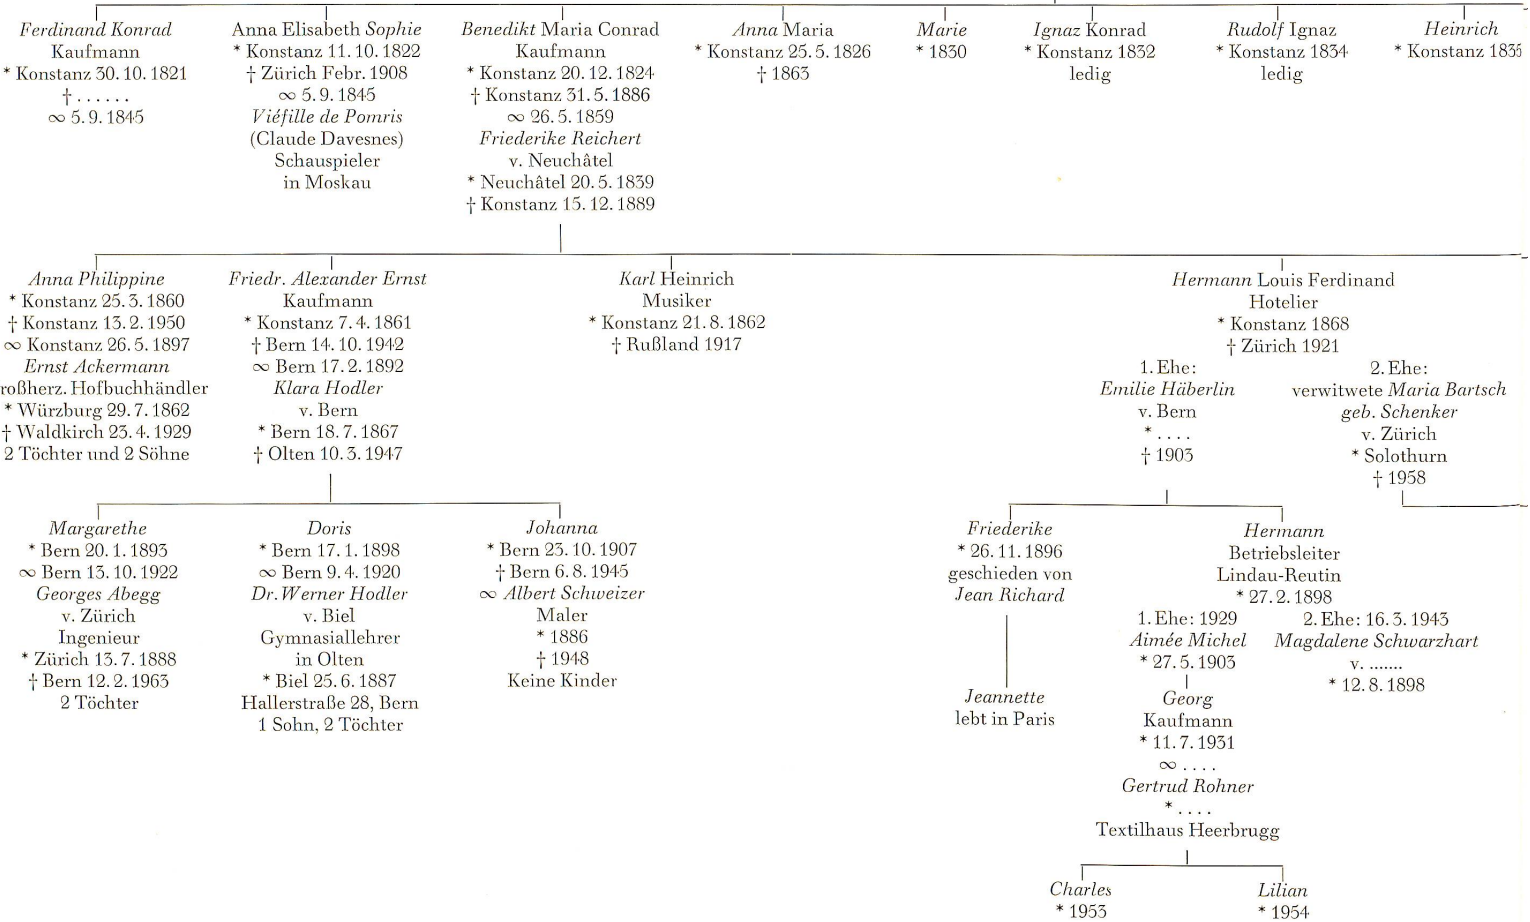 Ferdinand Konrad
Kaufmann
* Konstanz 30. 10. 1821
† . . . . . .
∞ 5. 9. 1845
Anna Elisabeth Sophie
* Konstanz 11. 10. 1822
† Zürich Febr. 1908
∞ 5. 9. 1845
Viéfille de Pomris
(Claude Davesnes)
Schauspieler
in Moskau
Benedikt Maria Conrad
Kaufmann
* Konstanz 20. 12. 1824
† Konstanz 31. 5. 1886
∞ 26. 5. 1859
Friederike Reichert
v. Neuchâtel
* Neuchâtel 20. 5. 1839
† Konstanz 15. 12. 1889
Anna Maria
* Konstanz 25. 5. 1826
† 1863
Marie
* 1830
Ignaz Konrad
* Konstanz 1832
ledig
Rudolf Ignaz
* Konstanz 1834
ledig
Heinrich
* Konstanz
Anna Philippine
* Konstanz 25. 3. 1860
† Konstanz 13. 2. 1950
∞ Konstanz 26. 5. 1897
Ernst Ackermann
roßherz. Hofbuchhändler
* Würzburg 29. 7. 1862
† Waldkirch 23. 4. 1929
2 Töchter und 2 Söhne
Friedr. Alexander Ernst
Kaufmann
* Konstanz 7. 4. 1861
† Bern 14. 10. 1942
∞ Bern 17. 2. 1892
Klara Hodler
v. Bern
* Bern 18. 7. 1867
† Olten 10. 3. 1947
Karl Heinrich
Musiker
* Konstanz 21. 8. 1862
† Rußland 1917
Hermann Louis Ferdinand
Hotelier
* Konstanz 1868
† Zürich 1921
1. Ehe:
Emilie Häberlin
v. Bern
* . . . .
† 1903
2. Ehe:
verwitwete Maria Bartsch
geb. Schenker
v. Zürich
* Solothurn
† 1958
Margarethe
* Bern 20. 1. 1893
∞ Bern 13. 10. 1922
Georges Abegg
v. Zürich
Ingenieur
* Zürich 13. 7. 1888
† Bern 12. 2. 1963
2 Töchter
Doris
* Bern 17. 1. 1898
∞ Bern 9. 4. 1920
Dr. Werner Hodler
v. Biel
Gymnasiallehrer
in Olten
* Biel 25. 6. 1887
Hallerstraße 28, Bern
1 Sohn, 2 Töchter
Johanna
* Bern 23. 10. 1907
† Bern 6. 8. 1945
∞ Albert Schweizer
Maler
* 1886
† 1948
Keine Kinder
Friederike
* 26. 11. 1896
geschieden von
Jean Richard
Jeannette
lebt in Paris
Hermann
Betriebsleiter
Lindau-Reutin
* 27. 2. 1898
1. Ehe: 1929
Aimée Michel
* 27. 5. 1903
2. Ehe: 16. 3. 1943
Magdalene Schwarzhart
v. .......
* 12. 8. 1898
Georg
Kaufmann
* 11. 7. 1931
∞ . . . .
Gertrud Rohner
* . . . .
Textilhaus Heerbrugg
Charles
* 1953
Lilian
* 1954